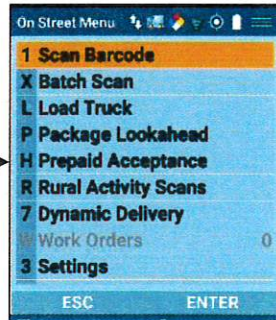 On Street Menu
1 Scan Barcode
X Batch Scan
L Load Truck
P Package Lookahead
H Prepaid Acceptance
R Rural Activity Scans
7 Dynamic Delivery
W Work Orders 0
3 Settings
ESC ENTER